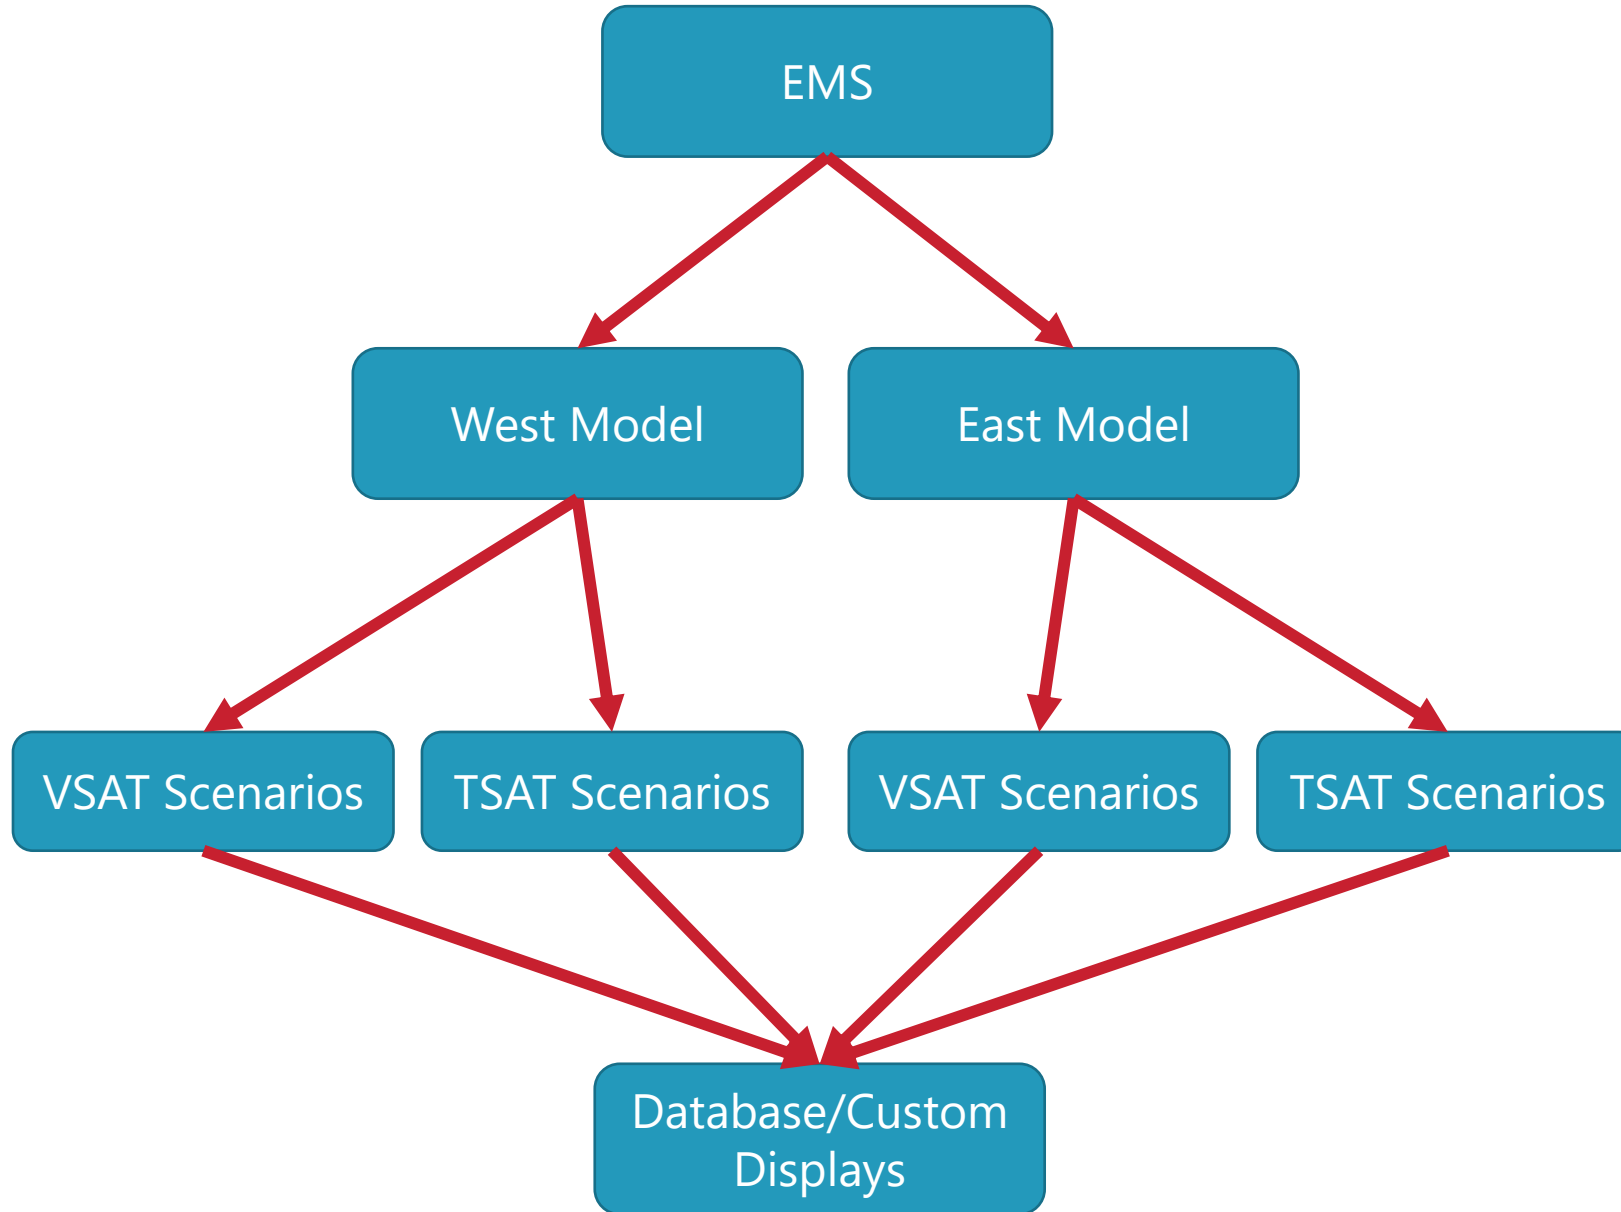 EMS
West Model
East Model
VSAT Scenarios
TSAT Scenarios
VSAT Scenarios
TSAT Scenarios
Database/Custom
Displays